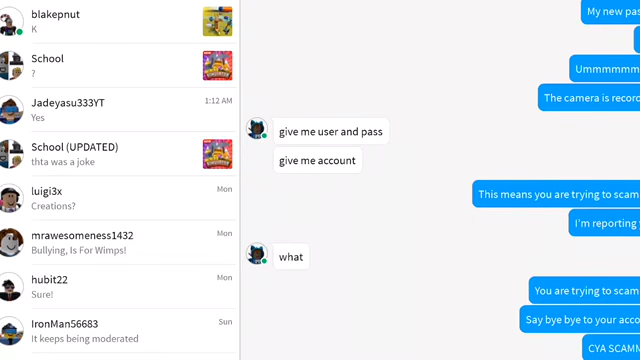 blakepnut
K
School
?
Jadeyasu333YT
1:12 AM
Yes
School (UPDATED)
thta was a joke
luigi3x
Mon
Creations?
mrawesomeness1432
Mon
Bullying, Is For Wimps!
hubit22
Mon
Sure!
IronMan56683
Sun
It keeps being moderated
My new pas
Ummmmmm
The camera is recor
give me user and pass
give me account
This means you are trying to scam
I'm reporting y
what
You are trying to scam
Say bye bye to your acco
CYA SCAMM